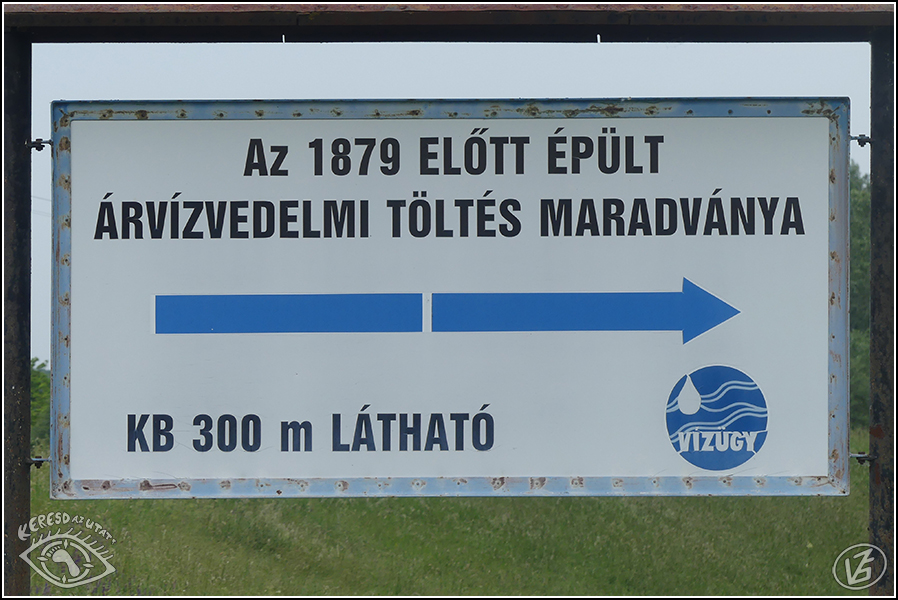 Az 1879 ELŐTT ÉPÜLT
ÁRVÍZVEDELMI TÖLTÉS MARADVÁNYA
KB 300 m LÁTHATÓ
VÍZÜGY
KERESD AZ UTAT!